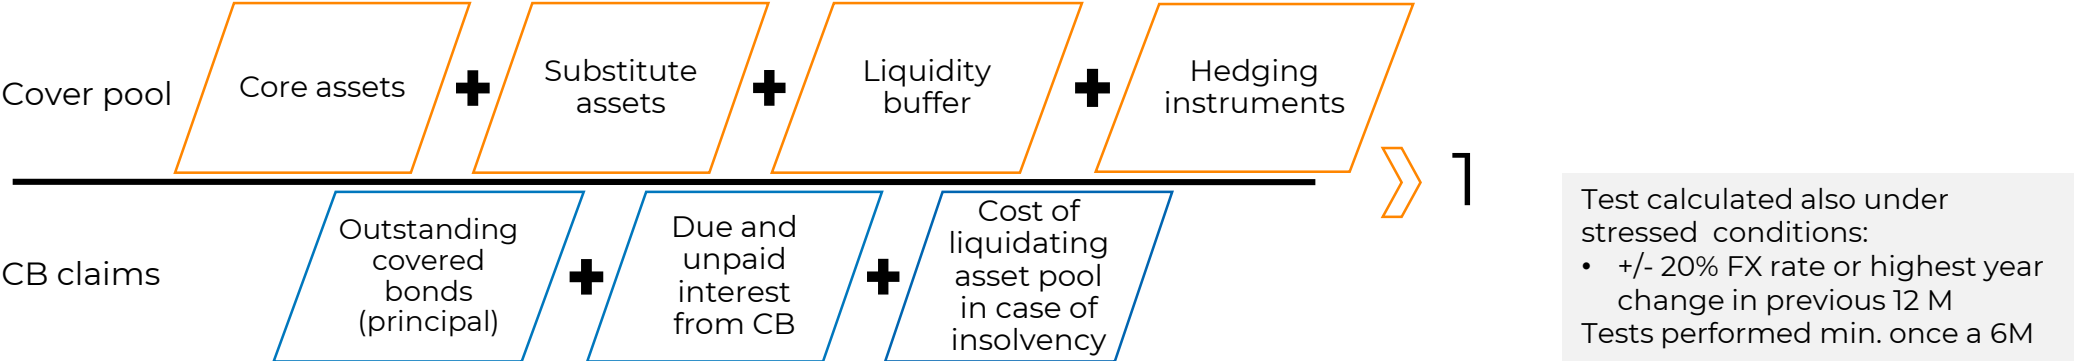 Cover pool
Core assets
+
Substitute
assets
+
Liquidity
buffer
+
Hedging
instruments
1
CB claims
Outstanding
covered
bonds
(principal)
+
Due and
unpaid
interest
from CB
+
Cost of
liquidating
asset pool
in case of
insolvency
Test calculated also under
stressed  conditions:
• +/- 20% FX rate or highest year
change in previous 12 M
Tests performed min. once a 6M